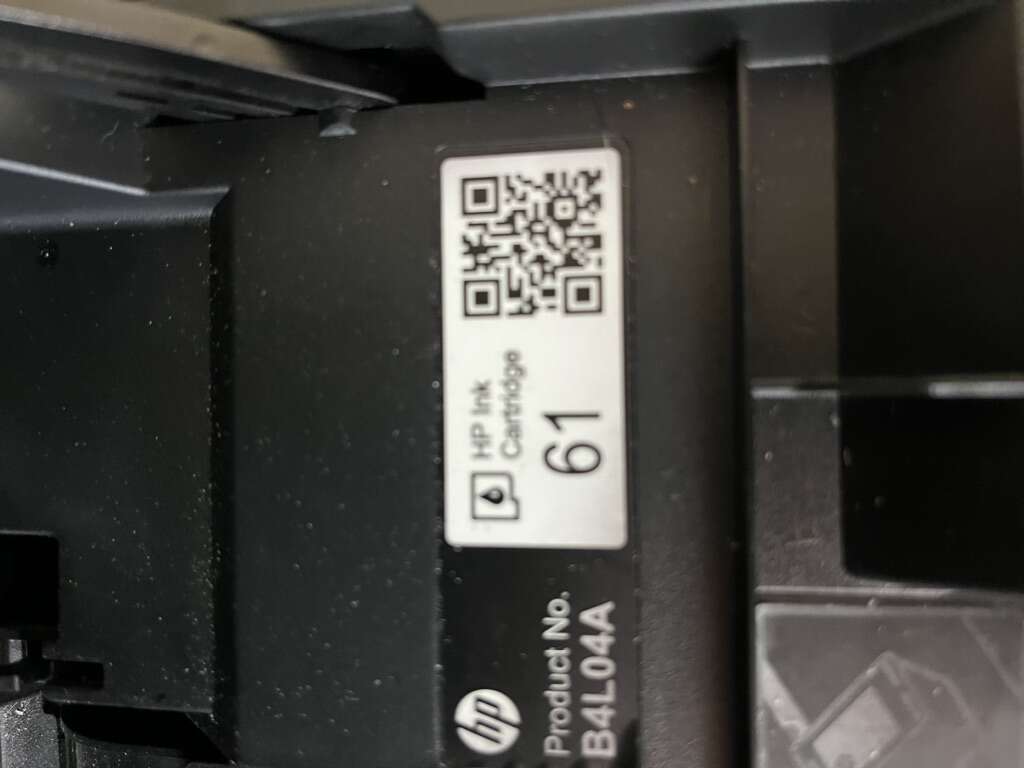 hp
Product No.
B4L04A
HP Ink
Cartridge
61